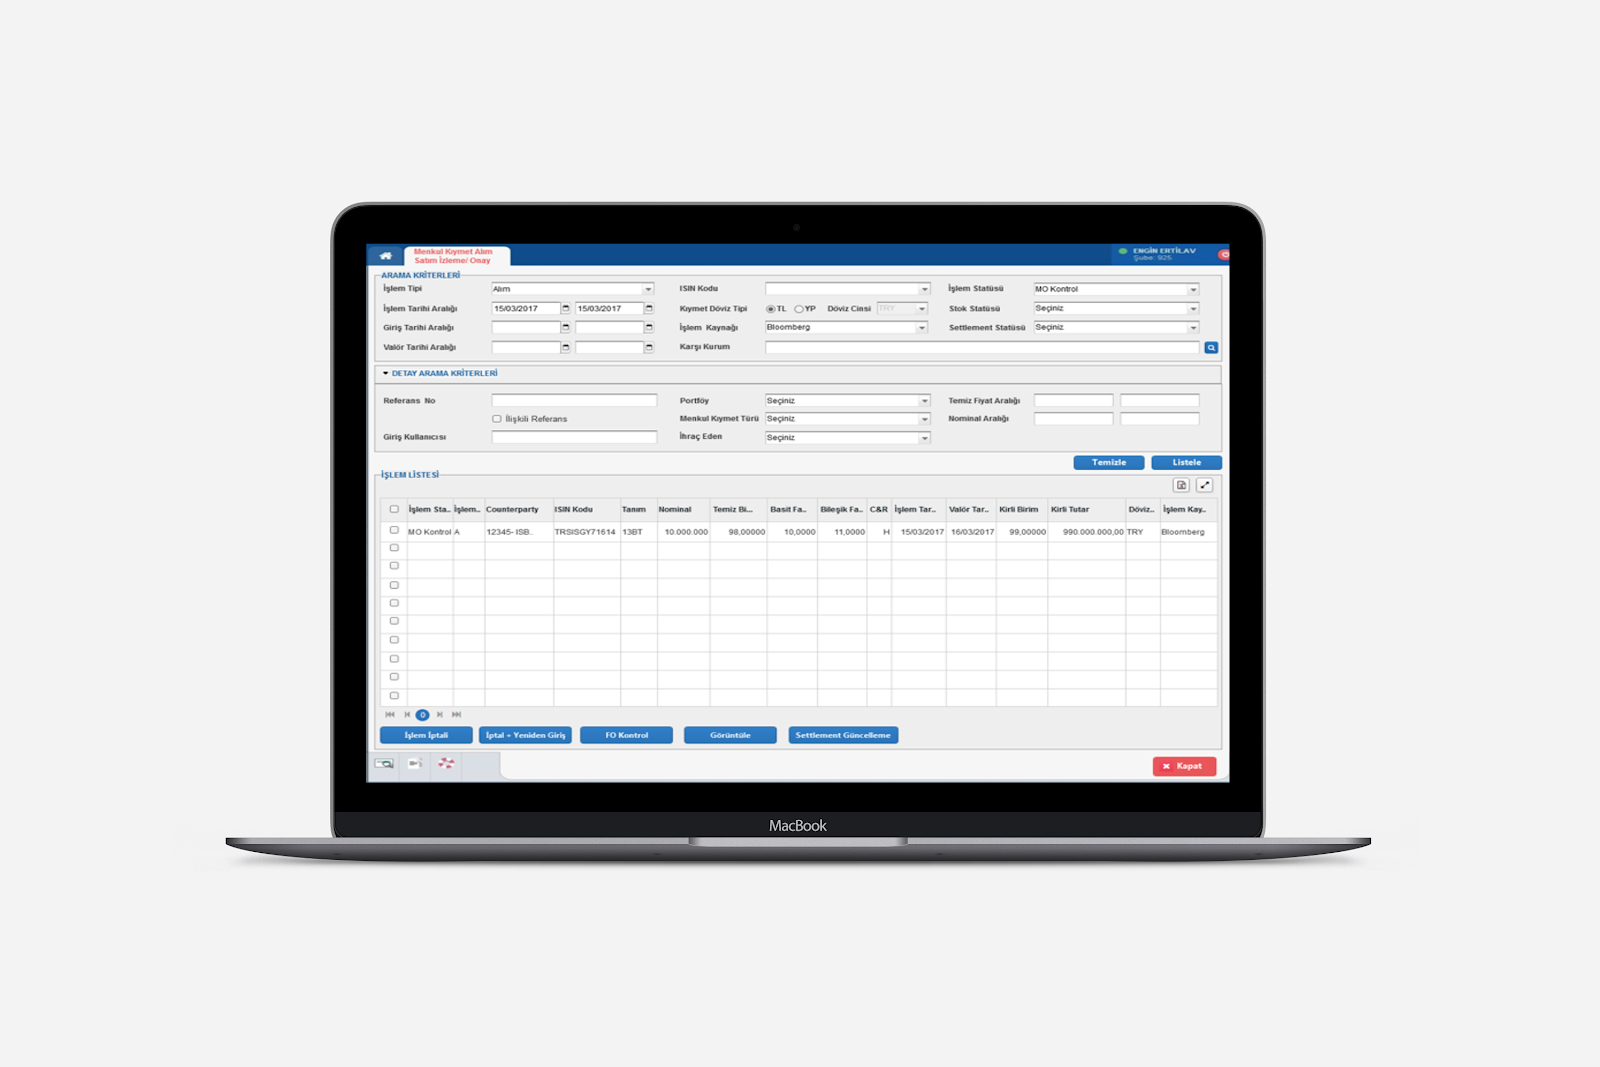 Menkul Kıymet Alım
Satım İzleme/ Onay
ENGİN ERTİLAV
Şube: 925
ARAMA KRİTERLERİ
İşlem Tipi Alım ISIN Kodu İşlem Statüsü MO Kontrol
İşlem Tarihi Aralığı 15/03/2017 15/03/2017 Kıymet Döviz Tipi TL YP Döviz Cinsi TRY Stok Statüsü Seçiniz
Giriş Tarihi Aralığı İşlem Kaynağı Bloomberg Settlement Statüsü Seçiniz
Valör Tarihi Aralığı Karşı Kurum
DETAY ARAMA KRİTERLERİ
Referans No Portföy Seçiniz Temiz Fiyat Aralığı
İlişkili Referans Menkul Kıymet Türü Seçiniz Nominal Aralığı
Giriş Kullanıcısı İhraç Eden Seçiniz
Temizle Listele
İŞLEM LİSTESİ
İşlem Sta.. İşlem.. Counterparty ISIN Kodu Tanım Nominal Temiz Bi... Basit Fa.. Bileşik Fa.. C&R İşlem Tar.. Valör Tar.. Kirli Birim Kirli Tutar Döviz.. İşlem Kay..
MO Kontrol A 12345- ISB.. TRSISGY71614 13BT 10.000.000 98,00000 10,0000 11,0000 H 15/03/2017 16/03/2017 99,00000 990.000.000,00 TRY Bloomberg
0
İşlem İptali İptal + Yeniden Giriş FO Kontrol Görüntüle Settlement Güncelleme
Kapat
MacBook